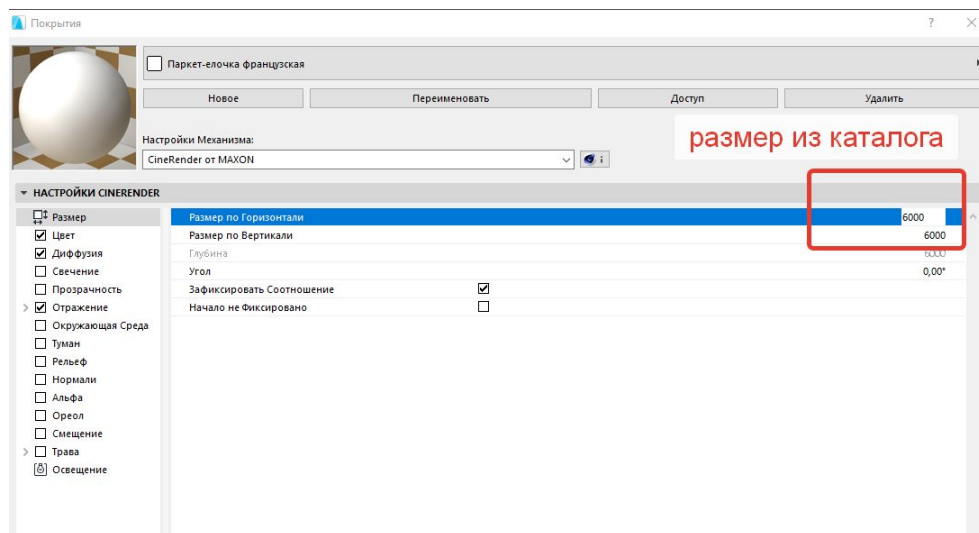 Покрытия
?
Паркет-елочка французская
Новое
Переименовать
Доступ
Удалить
Настройки Механизма:
размер из каталога
CineRender от MAXON
i
НАСТРОЙКИ CINERENDER
Размер
Размер по Горизонтали
6000
Цвет
Размер по Вертикали
6000
Диффузия
Глубина
6000
Свечение
Угол
0,00°
Прозрачность
Зафиксировать Соотношение
Отражение
Начало не Фиксировано
Окружающая Среда
Туман
Рельеф
Нормали
Альфа
Ореол
Смещение
Трава
Освещение